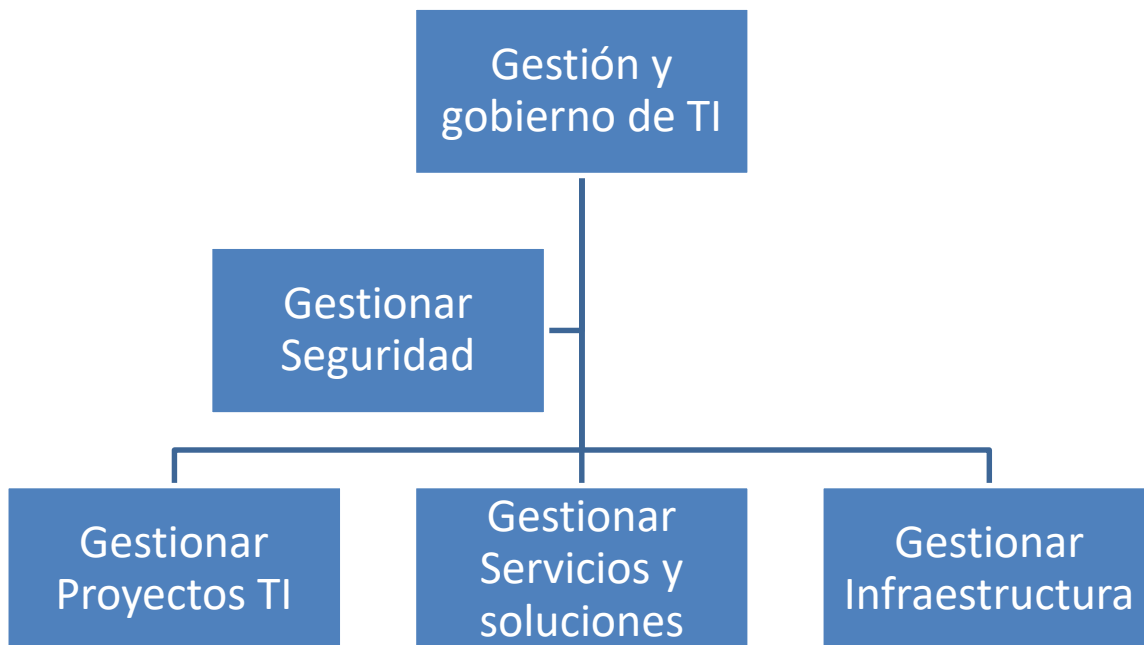 Gestión y
gobierno de TI
Gestionar
Seguridad
Gestionar
Proyectos TI
Gestionar
Servicios y
soluciones
Gestionar
Infraestructura